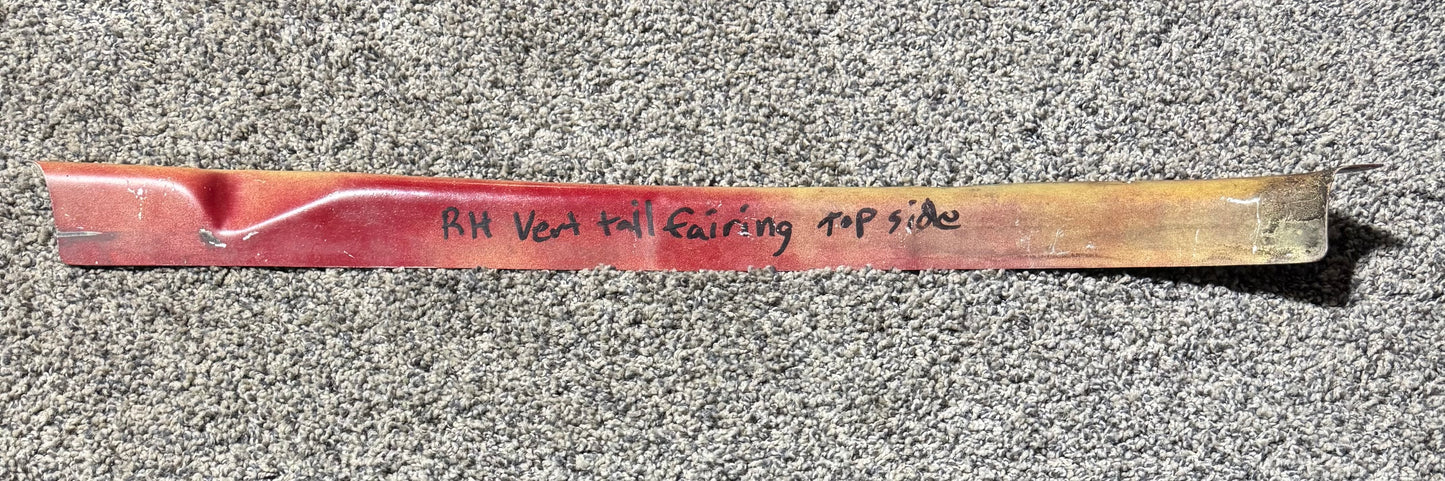 RH Vert tail fairing Top side